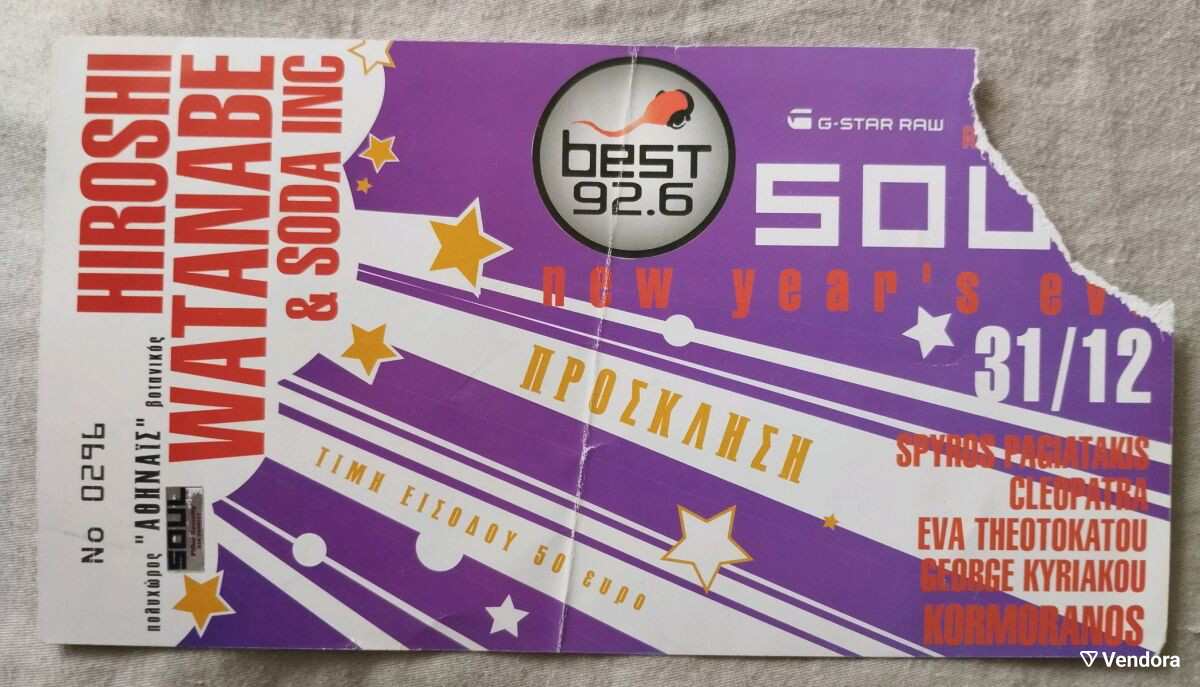 HIROSHI
WATANABE
& SODA INC
No 0296
πολυχώρος "ΑΘΗΝΑΪΣ" βοτανικός
SOUL
best
92.6
G-STAR RAW
SOU
new year's ev
31/12
ΠΡΟΣΚΛΗΣΗ
ΤΙΜΗ ΕΙΣΟΔΟΥ 50 ευρο
SPYROS PAGIATAKIS
CLEOPATRA
EVA THEOTOKATOU
GEORGE KYRIAKOU
KORMORANOS
Vendora